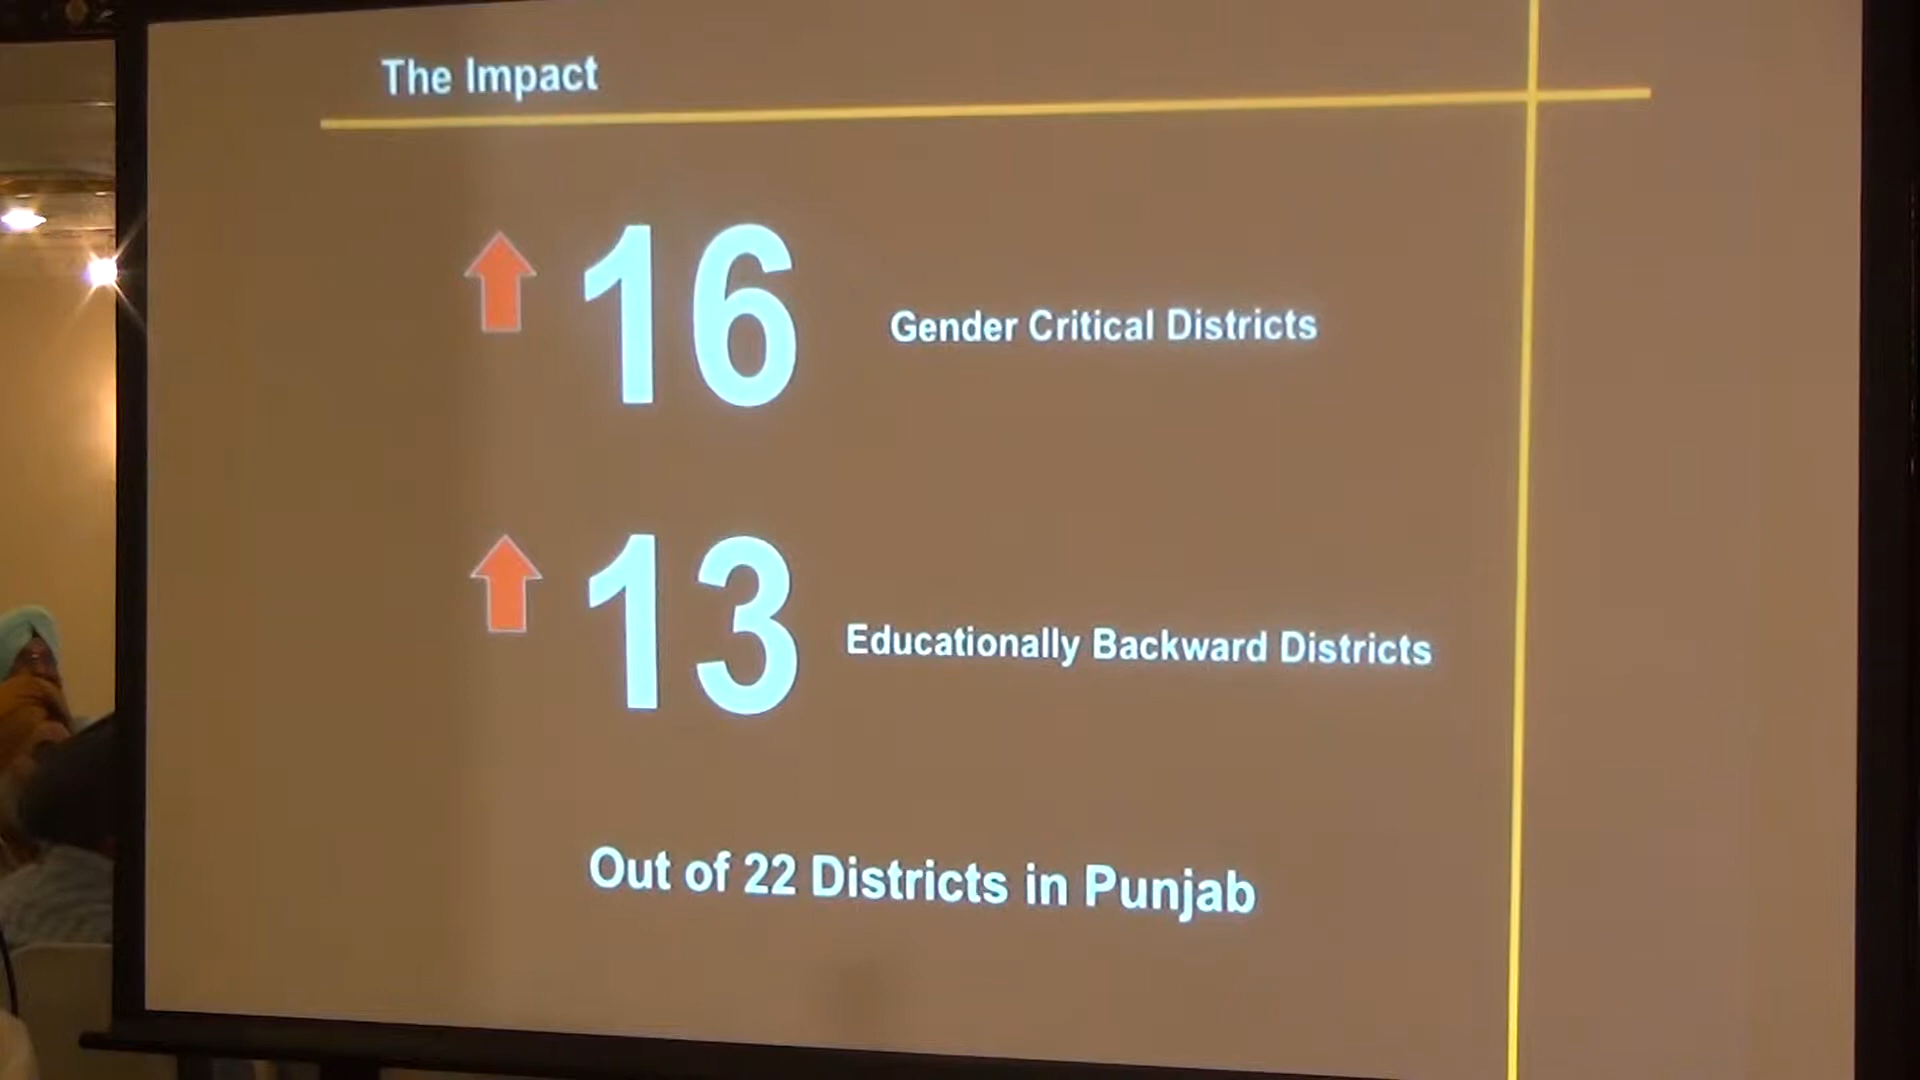 The Impact
16 Gender Critical Districts
13 Educationally Backward Districts
Out of 22 Districts in Punjab